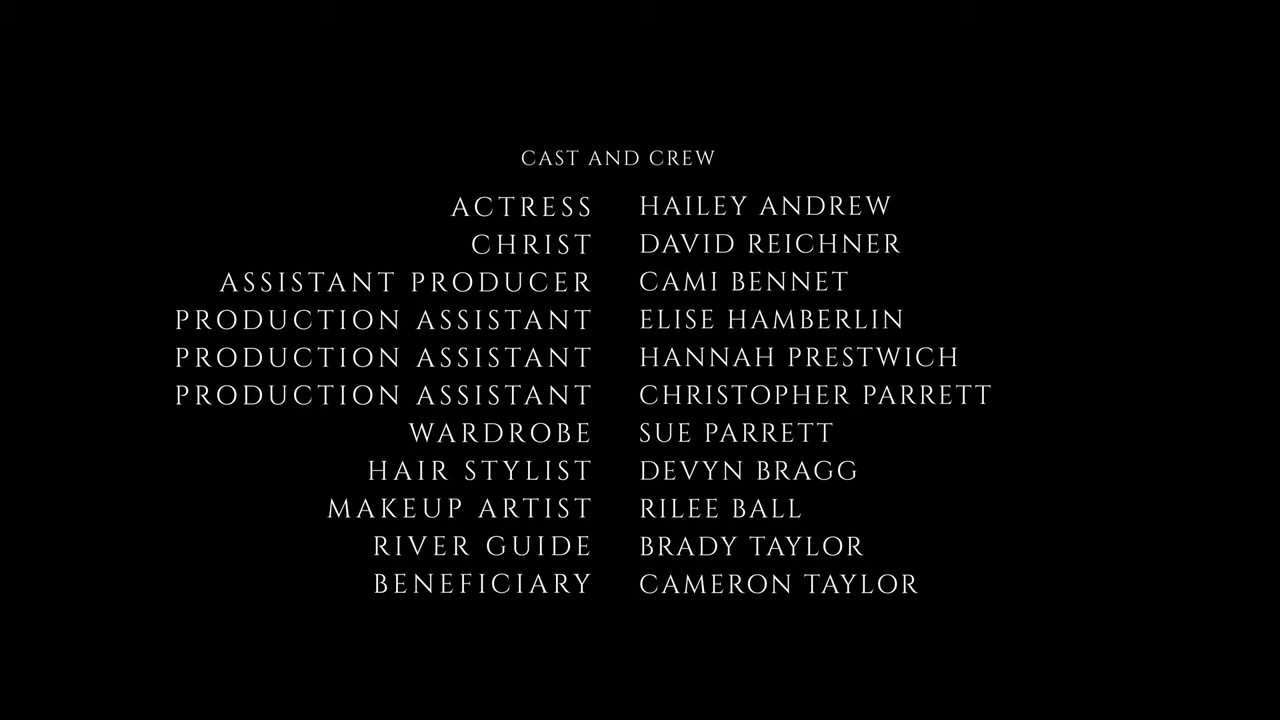 CAST AND CREW
ACTRESS HAILEY ANDREW
CHRIST DAVID REICHNER
ASSISTANT PRODUCER CAMI BENNET
PRODUCTION ASSISTANT ELISE HAMBERLIN
PRODUCTION ASSISTANT HANNAH PRESTWICH
PRODUCTION ASSISTANT CHRISTOPHER PARRETT
WARDROBE SUE PARRETT
HAIR STYLIST DEVYN BRAGG
MAKEUP ARTIST RILEE BALL
RIVER GUIDE BRADY TAYLOR
BENEFICIARY CAMERON TAYLOR